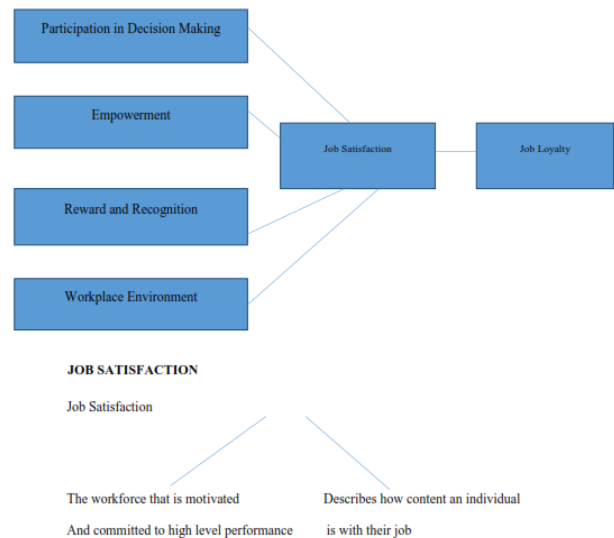 Participation in Decision Making
Empowerment
Job Satisfaction
Job Loyalty
Reward and Recognition
Workplace Environment
JOB SATISFACTION
Job Satisfaction
The workforce that is motivated
And committed to high level performance
Describes how content an individual
is with their job